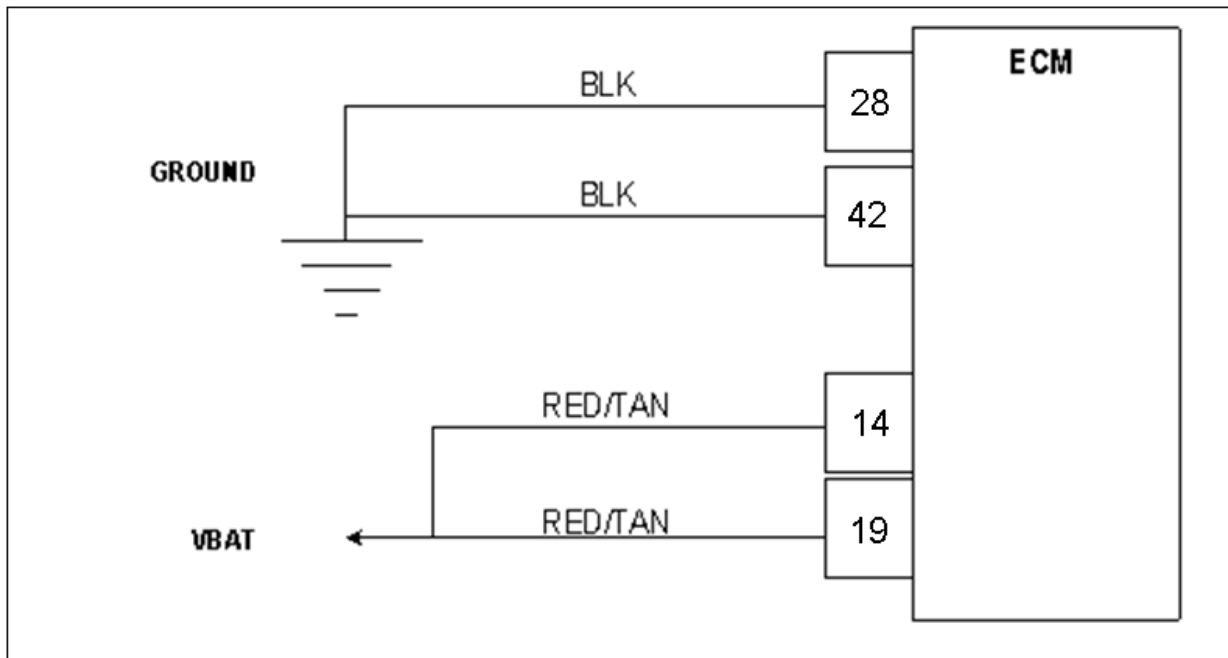 ECM
BLK
28
GROUND
BLK
42
RED/TAN
14
VBAT
RED/TAN
19